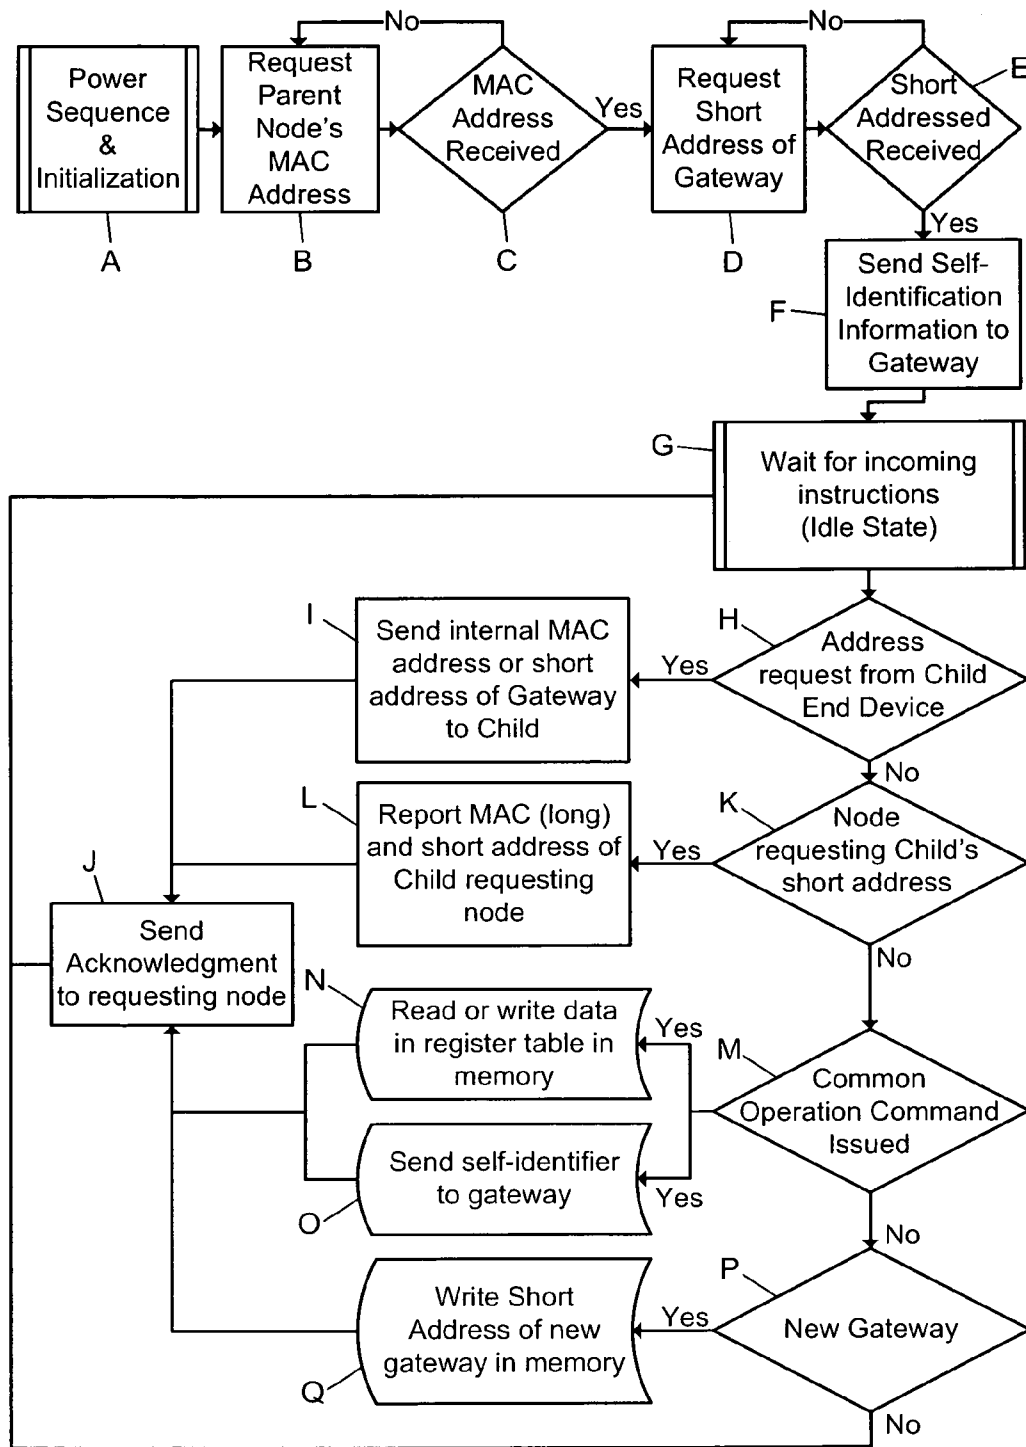 No
No
Power
Sequence
&
Initialization
Request
Parent
Node's
MAC
Address
MAC
Address
Received
Yes
Request
Short
Address of
Gateway
Short
Addressed
Received
E
A
B
C
D
Yes
Send Self-
Identification
Information to
Gateway
F
G
Wait for incoming
instructions
(Idle State)
H
Address
request from Child
End Device
Yes
I
Send internal MAC
address or short
address of Gateway
to Child
No
K
Node
requesting Child's
short address
Yes
L
Report MAC (long)
and short address of
Child requesting
node
J
Send
Acknowledgment
to requesting node
No
M
Common
Operation Command
Issued
Yes
N
Read or write data
in register table in
memory
Yes
O
Send self-identifier
to gateway
No
P
New Gateway
Yes
Write Short
Address of new
gateway in memory
Q
No